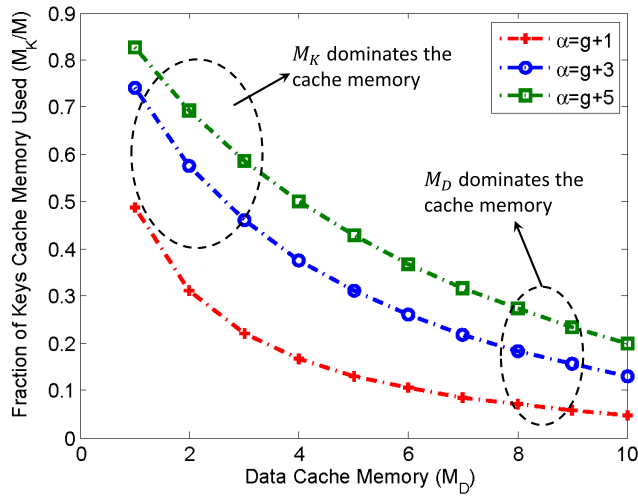 0.9
0.8
0.7
0.6
0.5
0.4
0.3
0.2
0.1
0
0
2
4
6
8
10
Fraction of Keys Cache Memory Used (M_K/M)
Data Cache Memory (M_D)
M_K dominates the
cache memory
α=g+1
α=g+3
α=g+5
M_D dominates the
cache memory